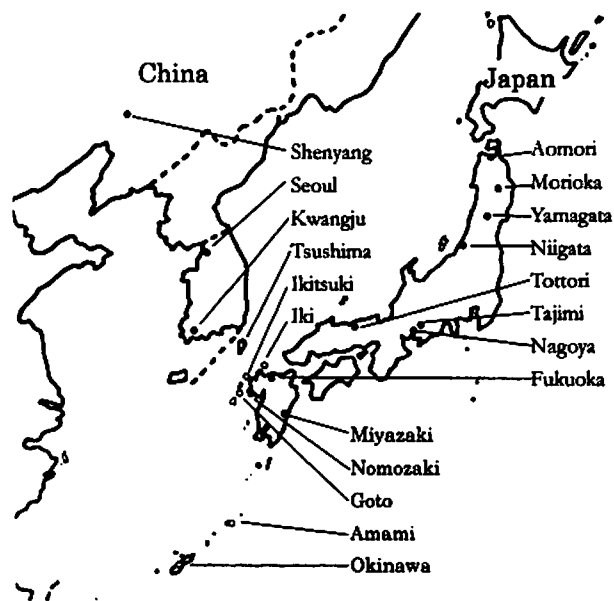 China
Japan
Shenyang
Aomori
Seoul
Morioka
Kwangju
Yamagata
Tsushima
Niigata
Ikitsuki
Tottori
Iki
Tajimi
Nagoya
Fukuoka
Miyazaki
Nomozaki
Goto
Amami
Okinawa